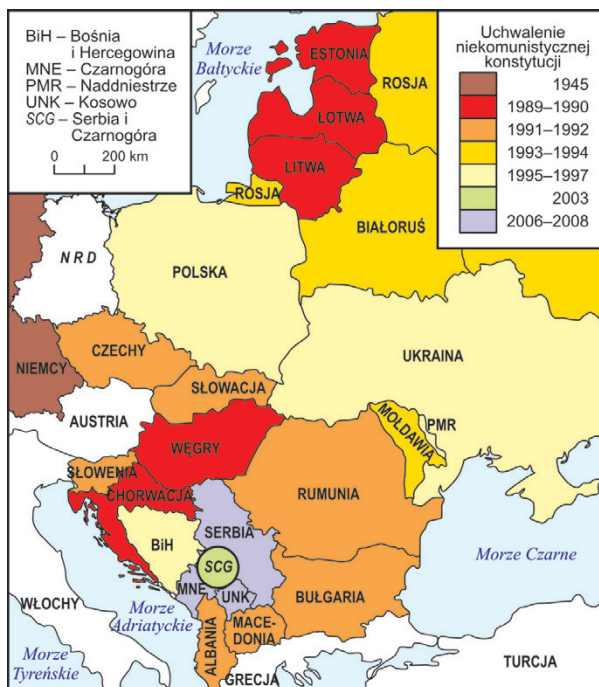 BiH – Bośnia
i Hercegowina
MNE – Czarnogóra
PMR – Naddniestrze
UNK – Kosowo
SCG – Serbia i
Czarnogóra
0 200 km
Uchwalenie
niekomunistycznej
konstytucji
1945
1989–1990
1991–1992
1993–1994
1995–1997
2003
2006–2008
Morze
Bałtyckie
ESTONIA
ROSJA
ŁOTWA
LITWA
ROSJA
BIAŁORUŚ
NRD
POLSKA
NIEMCY
CZECHY
UKRAINA
SŁOWACJA
AUSTRIA
WĘGRY
MOŁDAWIA
PMR
SŁOWENIA
CHORWACJA
RUMUNIA
BiH
SERBIA
SCG
MNE
UNK
Morze Czarne
WŁOCHY
Morze
Adriatyckie
BUŁGARIA
ALBANIA
MACE-
DONIA
Morze
Tyreńskie
GRECJA
TURCJA